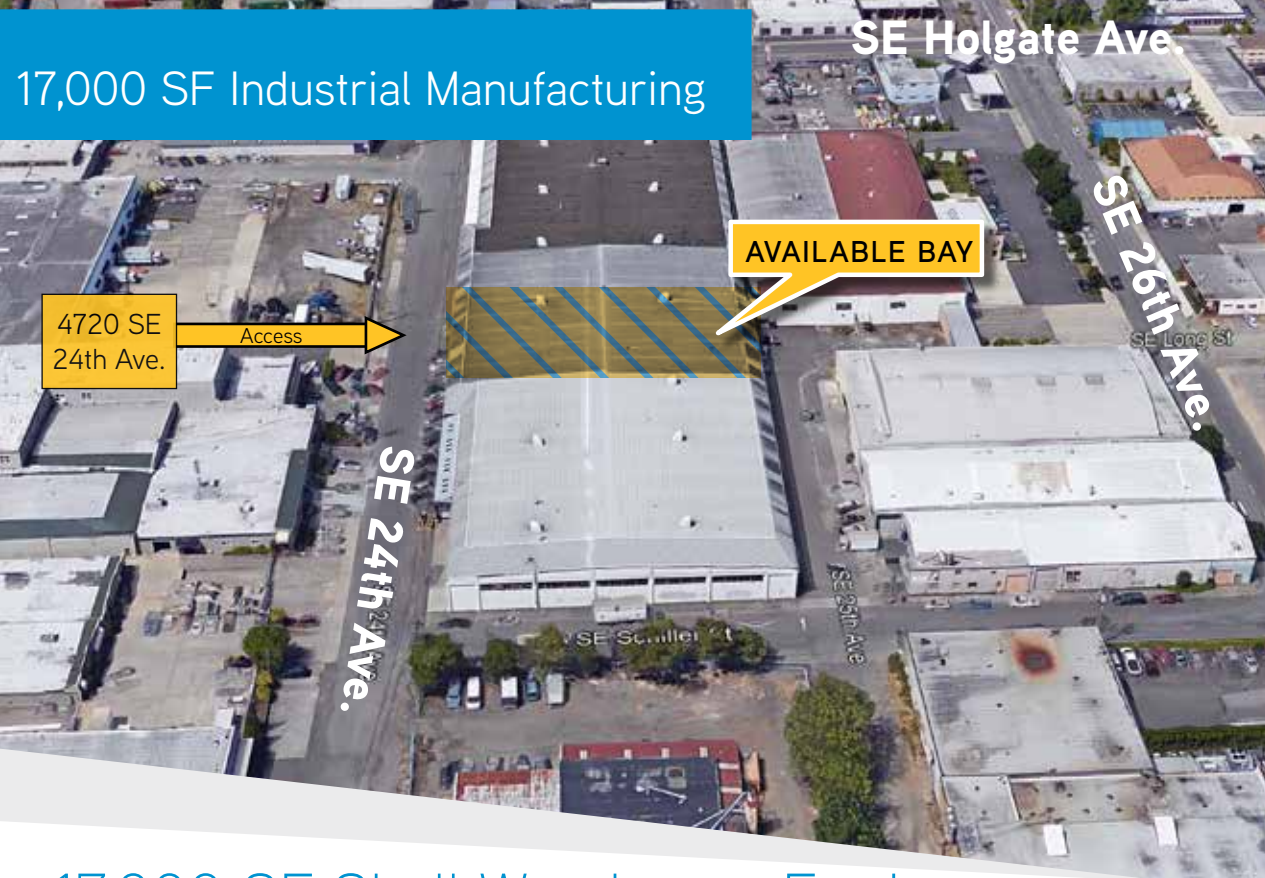 SE Holgate Ave.
17,000 SF Industrial Manufacturing
SE 26th Ave.
AVAILABLE BAY
4720 SE
24th Ave.
Access
SE Long St
SE 24th Ave.
SE 25th Ave
SE Schiller St